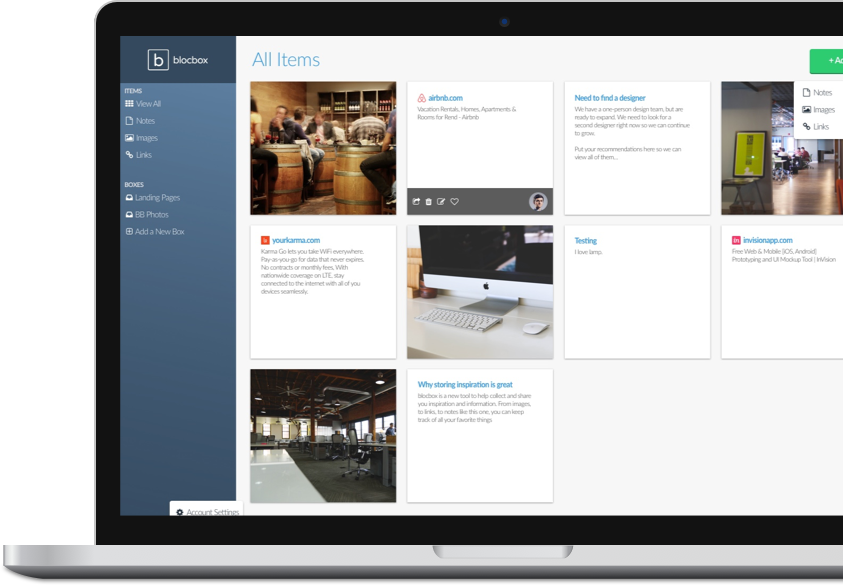 b blocbox
ITEMS
View All
Notes
Images
Links
BOXES
Landing Pages
BB Photos
Add a New Box
Account Settings
All Items
+ Ad
Notes
Images
Links
airbnb.com
Vacation Rentals, Homes, Apartments &
Rooms for Rend - Airbnb
Need to find a designer
We have a one-person design team, but are
ready to expand. We need to look for a
second designer right now so we can continue
to grow.
Put your recommendations here so we can
view all of them...
yourkarma.com
Karma Go lets you take WiFi everywhere.
Pay-as-you-go for data that never expires.
No contracts or monthly fees. With
nationwide coverage on LTE, stay
connected to the internet with all of you
devices seamlessly.
Testing
I love lamp.
in invisionapp.com
Free Web & Mobile (iOS, Android)
Prototyping and UI Mockup Tool | InVision
Why storing inspiration is great
blocbox is a new tool to help collect and share
you inspiration and information. From images,
to links, to notes like this one, you can keep
track of all your favorite things